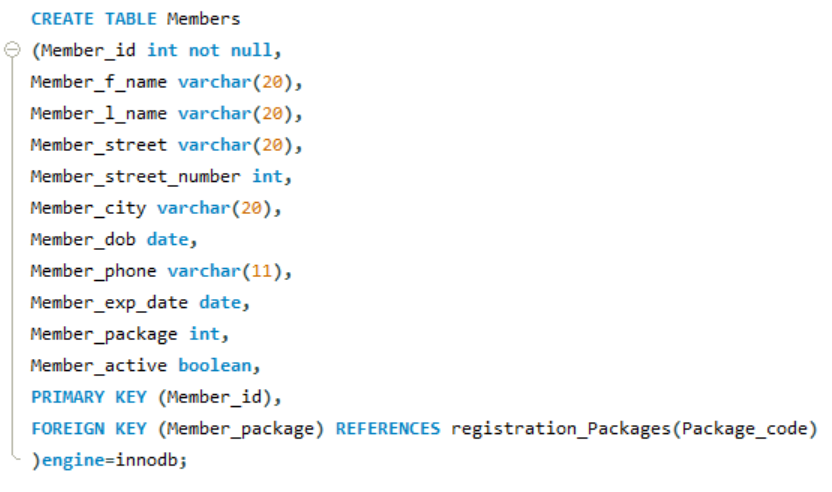 CREATE TABLE Members
(Member_id int not null,
Member_f_name varchar(20),
Member_l_name varchar(20),
Member_street varchar(20),
Member_street_number int,
Member_city varchar(20),
Member_dob date,
Member_phone varchar(11),
Member_exp_date date,
Member_package int,
Member_active boolean,
PRIMARY KEY (Member_id),
FOREIGN KEY (Member_package) REFERENCES registration_Packages(Package_code)
)engine=innodb;